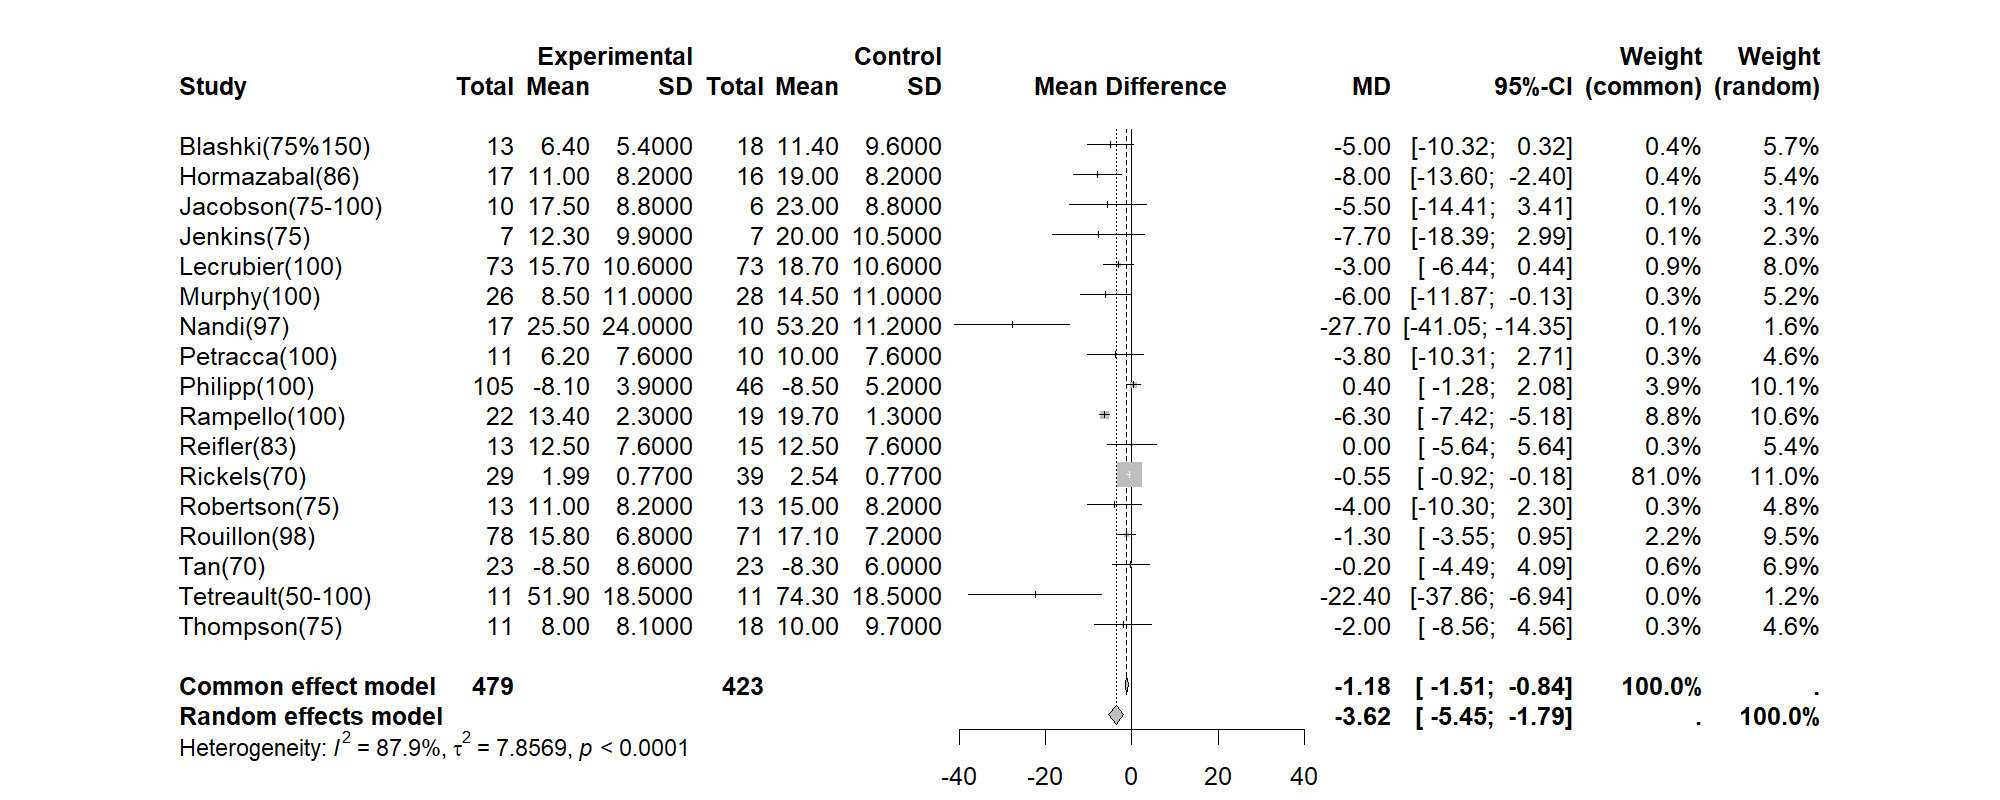 Experimental Control Weight Weight
Study Total Mean SD Total Mean SD Mean Difference MD 95%-CI (common) (random)
Blashki(75%150) 13 6.40 5.4000 18 11.40 9.6000 -5.00 [-10.32; 0.32] 0.4% 5.7%
Hormazabal(86) 17 11.00 8.2000 16 19.00 8.2000 -8.00 [-13.60; -2.40] 0.4% 5.4%
Jacobson(75-100) 10 17.50 8.8000 6 23.00 8.8000 -5.50 [-14.41; 3.41] 0.1% 3.1%
Jenkins(75) 7 12.30 9.9000 7 20.00 10.5000 -7.70 [-18.39; 2.99] 0.1% 2.3%
Lecrubier(100) 73 15.70 10.6000 73 18.70 10.6000 -3.00 [ -6.44; 0.44] 0.9% 8.0%
Murphy(100) 26 8.50 11.0000 28 14.50 11.0000 -6.00 [-11.87; -0.13] 0.3% 5.2%
Nandi(97) 17 25.50 24.0000 10 53.20 11.2000 -27.70 [-41.05; -14.35] 0.1% 1.6%
Petracca(100) 11 6.20 7.6000 10 10.00 7.6000 -3.80 [-10.31; 2.71] 0.3% 4.6%
Philipp(100) 105 -8.10 3.9000 46 -8.50 5.2000 0.40 [ -1.28; 2.08] 3.9% 10.1%
Rampello(100) 22 13.40 2.3000 19 19.70 1.3000 -6.30 [ -7.42; -5.18] 8.8% 10.6%
Reifler(83) 13 12.50 7.6000 15 12.50 7.6000 0.00 [ -5.64; 5.64] 0.3% 5.4%
Rickels(70) 29 1.99 0.7700 39 2.54 0.7700 -0.55 [ -0.92; -0.18] 81.0% 11.0%
Robertson(75) 13 11.00 8.2000 13 15.00 8.2000 -4.00 [-10.30; 2.30] 0.3% 4.8%
Rouillon(98) 78 15.80 6.8000 71 17.10 7.2000 -1.30 [ -3.55; 0.95] 2.2% 9.5%
Tan(70) 23 -8.50 8.6000 23 -8.30 6.0000 -0.20 [ -4.49; 4.09] 0.6% 6.9%
Tetreault(50-100) 11 51.90 18.5000 11 74.30 18.5000 -22.40 [-37.86; -6.94] 0.0% 1.2%
Thompson(75) 11 8.00 8.1000 18 10.00 9.7000 -2.00 [ -8.56; 4.56] 0.3% 4.6%
Common effect model 479 423 -1.18 [ -1.51; -0.84] 100.0% .
Random effects model -3.62 [ -5.45; -1.79] . 100.0%
Heterogeneity: I² = 87.9%, τ² = 7.8569, p < 0.0001
-40 -20 0 20 40